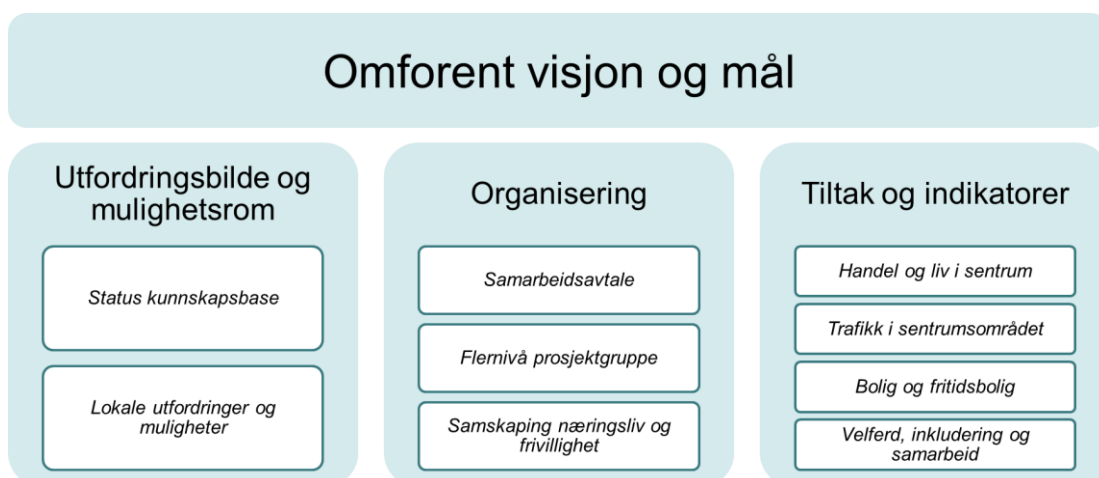 Omforent visjon og mål
Utfordringsbilde og
mulighetsrom
Status kunnskapsbase
Lokale utfordringer og
muligheter
Organisering
Samarbeidsavtale
Flernivå prosjektgruppe
Samskaping næringsliv og
frivillighet
Tiltak og indikatorer
Handel og liv i sentrum
Trafikk i sentrumsområdet
Bolig og fritidsbolig
Velferd, inkludering og
samarbeid